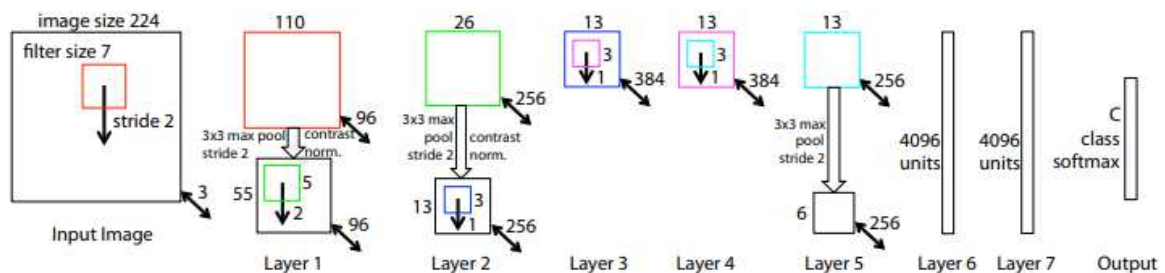 image size 224
filter size 7
stride 2
3
Input Image
110
96
3x3 max pool
stride 2
contrast
norm.
55
5
2
96
Layer 1
26
256
3x3 max
pool
stride 2
contrast
norm.
13
3
1
256
Layer 2
13
3
1
384
Layer 3
13
3
1
384
Layer 4
13
256
3x3 max
pool
stride 2
6
256
Layer 5
4096
units
Layer 6
4096
units
Layer 7
C
class
softmax
Output